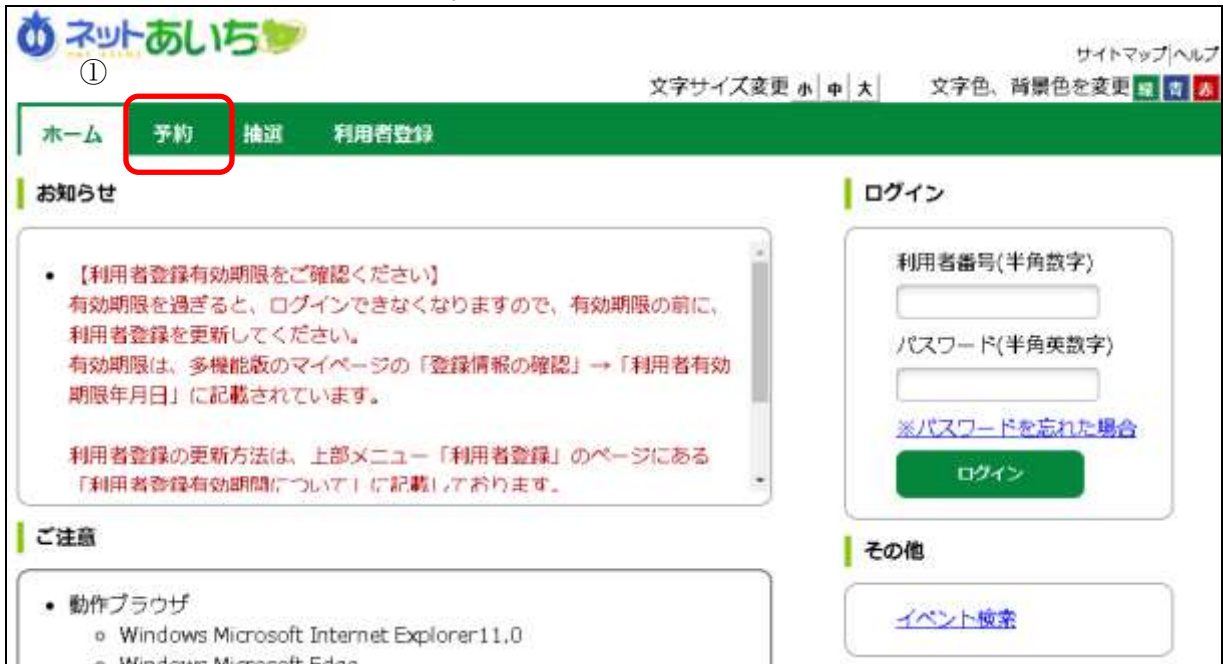 ネットあいち
①
サイトマップ|ヘルプ
文字サイズ変更 小 中 大 文字色、背景色を変更 緑 青 赤
ホーム 予約 抽選 利用者登録
お知らせ
• 【利用者登録有効期限をご確認ください】
有効期限を過ぎると、ログインできなくなりますので、有効期限の前に、
利用者登録を更新してください。
有効期限は、多機能版のマイページの「登録情報の確認」→「利用者有効
期限年月日」に記載されています。
利用者登録の更新方法は、上部メニュー「利用者登録」のページにある
「利用者登録有効期間について」に記載しております。
ご注意
• 動作ブラウザ
Windows Microsoft Internet Explorer11.0
Windows Microsoft Edge
ログイン
利用者番号(半角数字)
パスワード(半角英数字)
※パスワードを忘れた場合
ログイン
その他
イベント検索